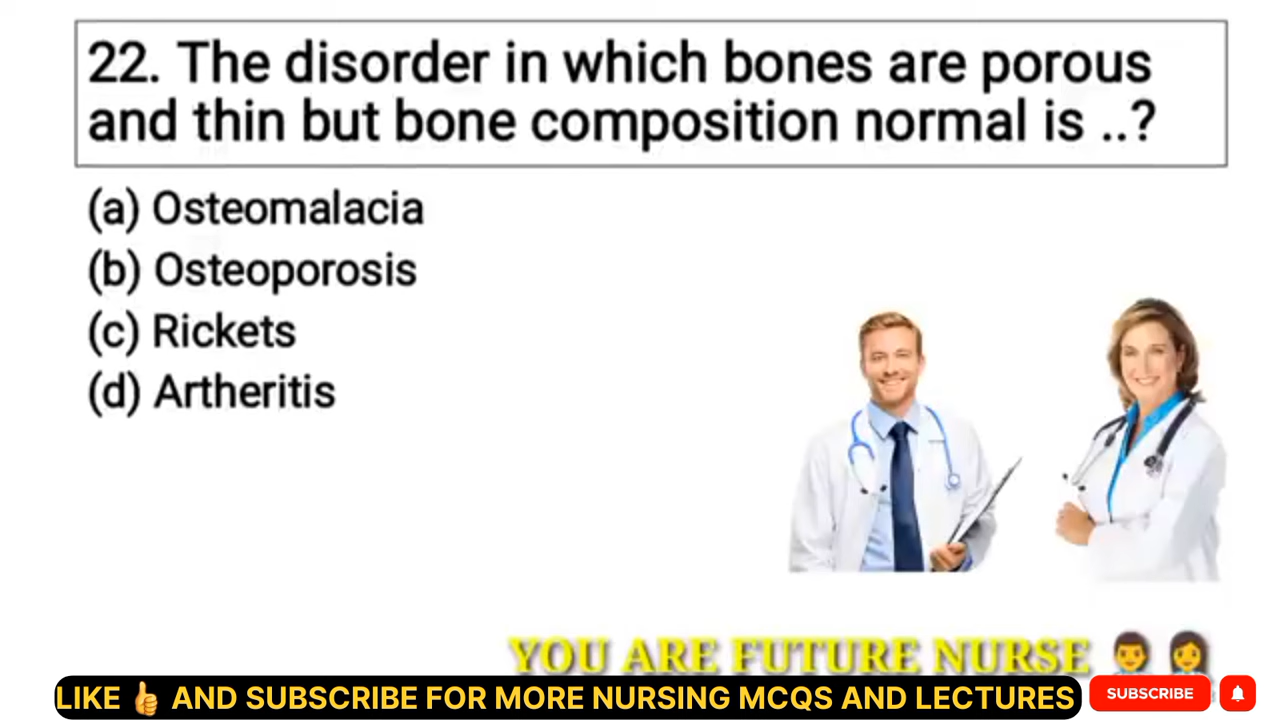 22. The disorder in which bones are porous
and thin but bone composition normal is ..?
(a) Osteomalacia
(b) Osteoporosis
(c) Rickets
(d) Artheritis
YOU ARE FUTURE NURSE 👨‍⚕️ 👩‍⚕️
LIKE 👍 AND SUBSCRIBE FOR MORE NURSING MCQS AND LECTURES
SUBSCRIBE